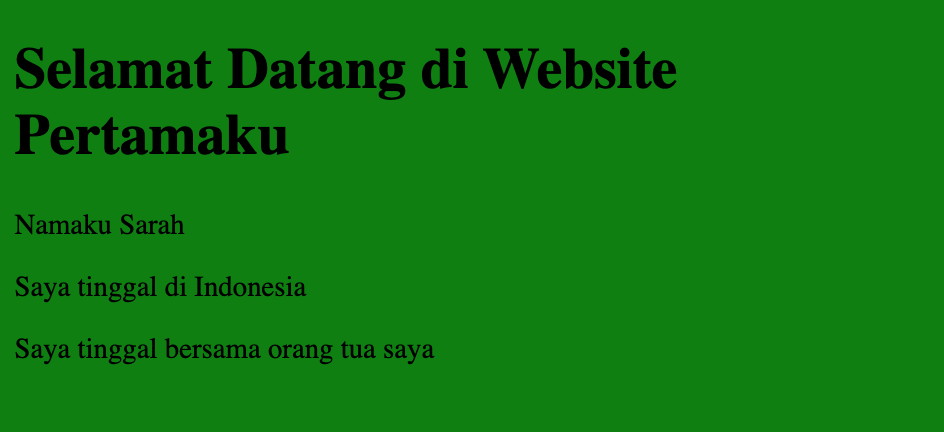 Selamat Datang di Website
Pertamaku
Namaku Sarah
Saya tinggal di Indonesia
Saya tinggal bersama orang tua saya